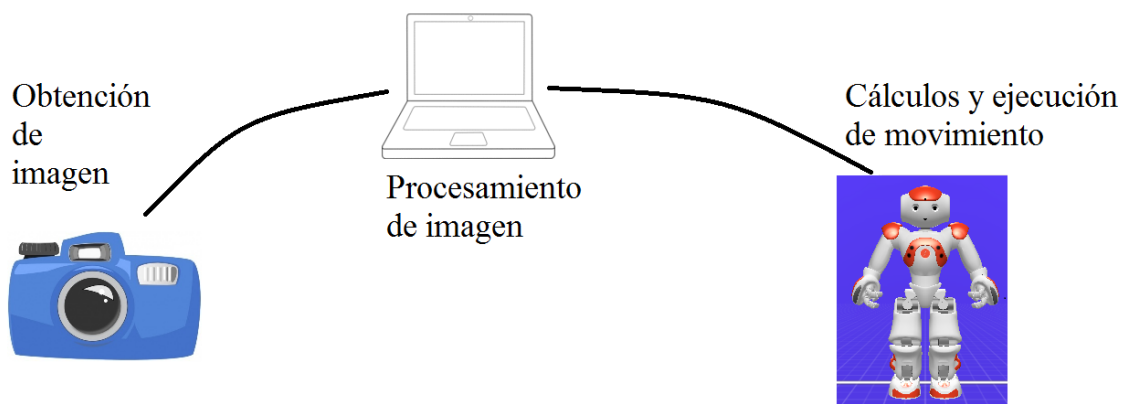 Obtención
de
imagen
Procesamiento
de imagen
Cálculos y ejecución
de movimiento